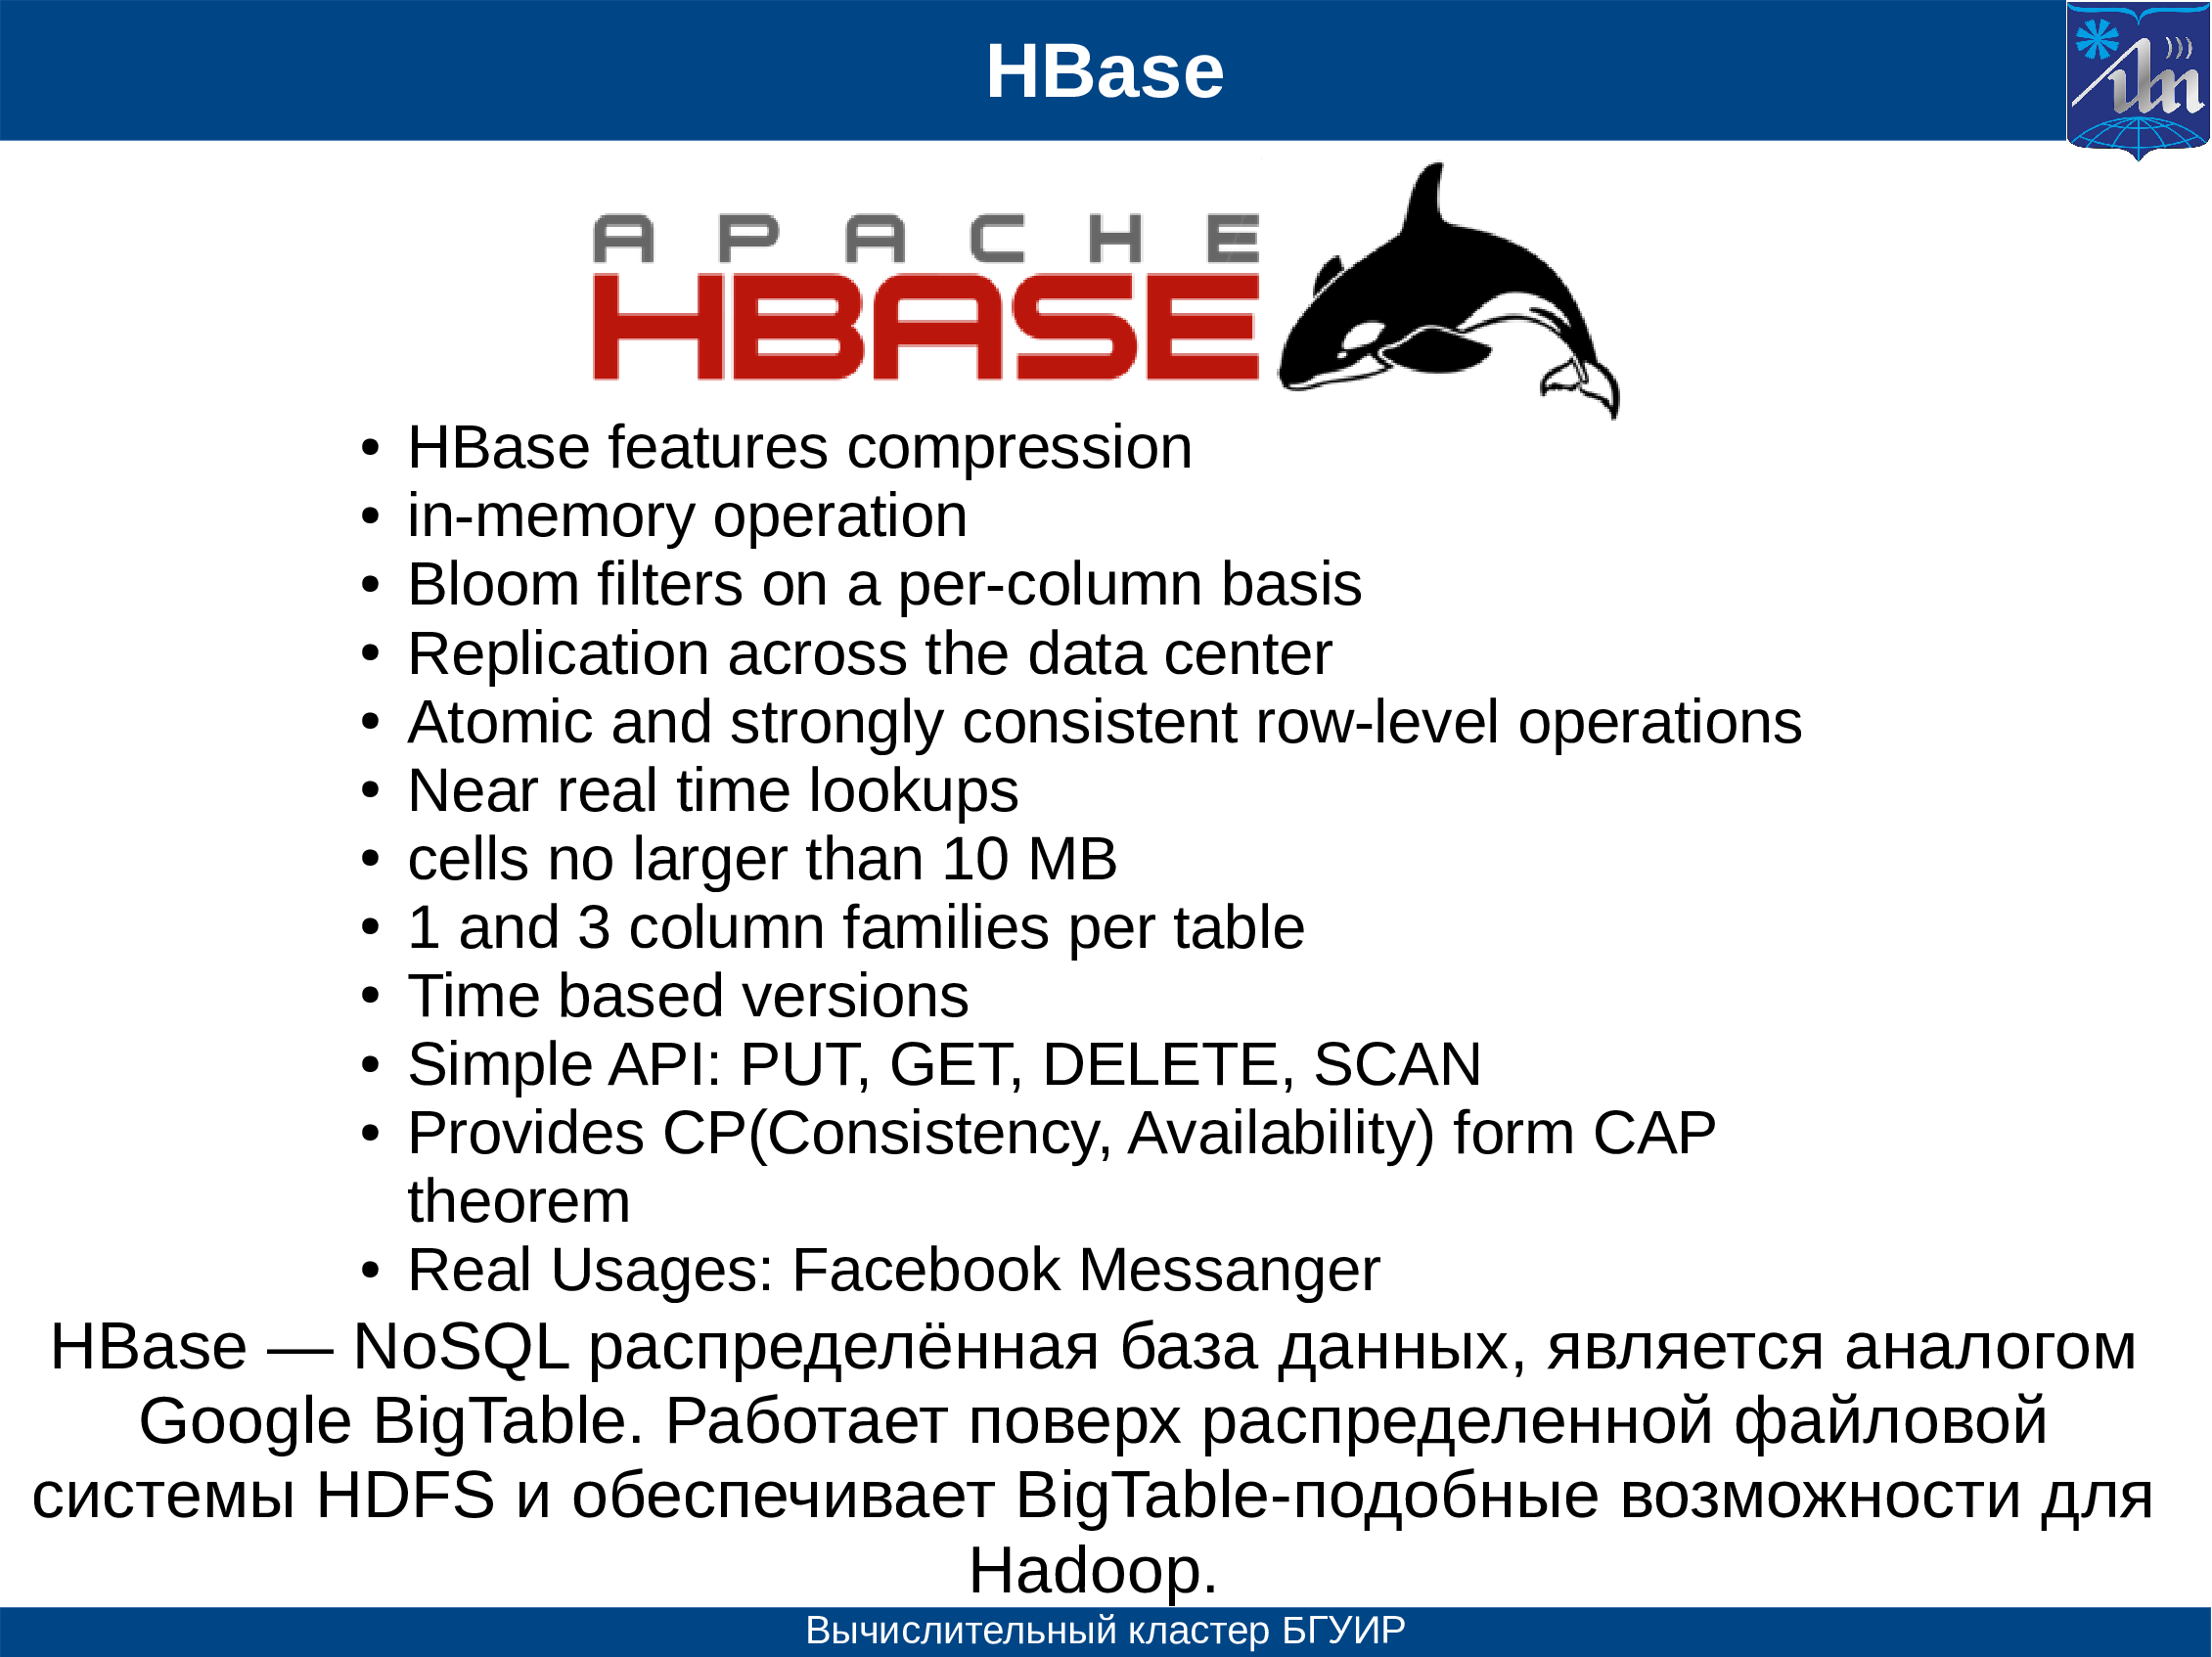 HBase
APACHE
HBASE
• HBase features compression
• in-memory operation
• Bloom filters on a per-column basis
• Replication across the data center
• Atomic and strongly consistent row-level operations
• Near real time lookups
• cells no larger than 10 MB
• 1 and 3 column families per table
• Time based versions
• Simple API: PUT, GET, DELETE, SCAN
• Provides CP(Consistency, Availability) form CAP
theorem
• Real Usages: Facebook Messanger
HBase — NoSQL распределённая база данных, является аналогом
Google BigTable. Работает поверх распределенной файловой
системы HDFS и обеспечивает BigTable-подобные возможности для
Hadoop.
Вычислительный кластер БГУИР